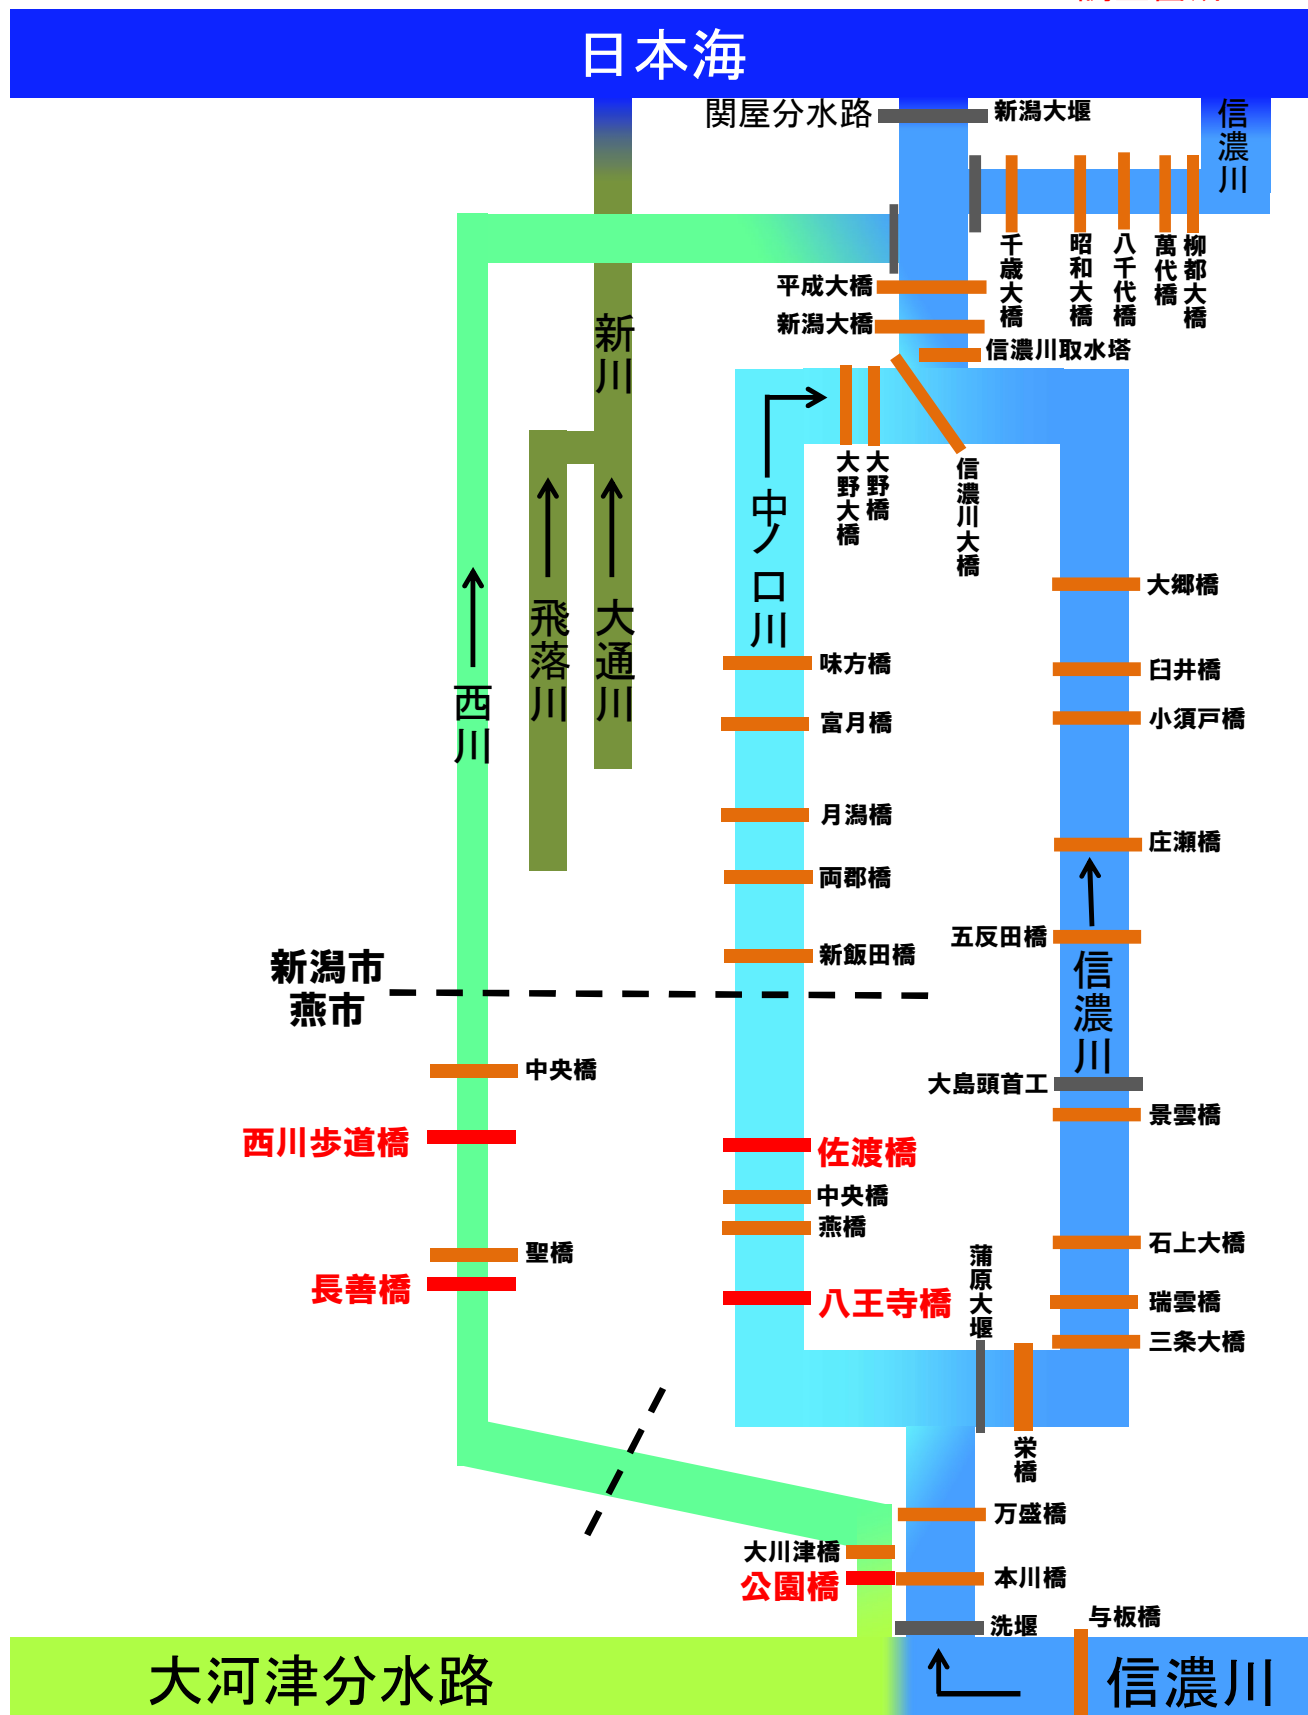 日本海
関屋分水路
新潟大堰
信濃川
千歳大橋
昭和大橋
八千代橋
萬代橋
柳都大橋
平成大橋
新潟大橋
信濃川取水塔
新川
中ノ口川
大野大橋
大野橋
信濃川大橋
大郷橋
飛落川
大通川
味方橋
臼井橋
西川
富月橋
小須戸橋
月潟橋
庄瀬橋
両郡橋
五反田橋
新飯田橋
新潟市
燕市
信濃川
中央橋
大島頭首工
景雲橋
西川歩道橋
佐渡橋
中央橋
燕橋
聖橋
石上大橋
長善橋
八王寺橋
蒲原大堰
瑞雲橋
三条大橋
栄橋
万盛橋
大川津橋
公園橋
本川橋
洗堰
与板橋
大河津分水路
信濃川